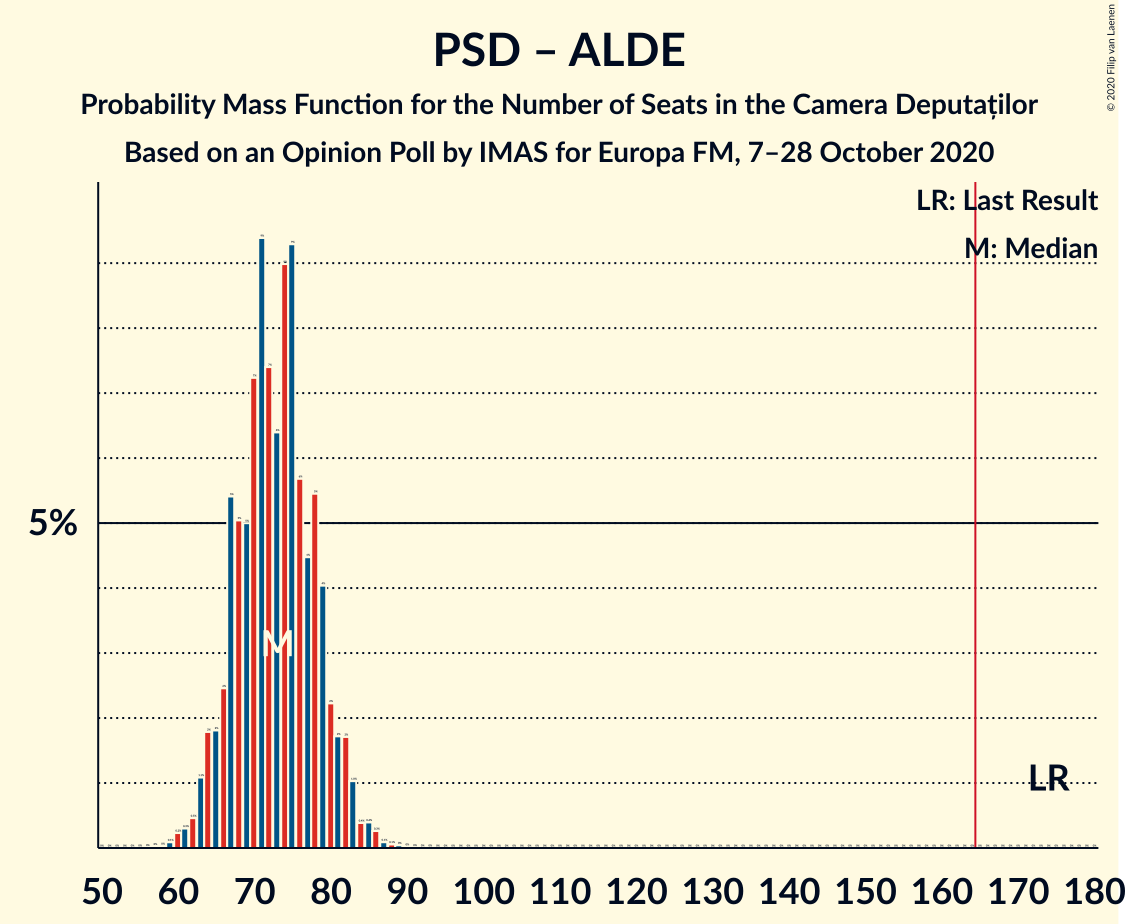 PSD – ALDE
Probability Mass Function for the Number of Seats in the Camera Deputaților
Based on an Opinion Poll by IMAS for Europa FM, 7–28 October 2020
© 2020 Filip van Laenen
LR: Last Result
M: Median
5%
M
LR
50 60 70 80 90 100 110 120 130 140 150 160 170 180